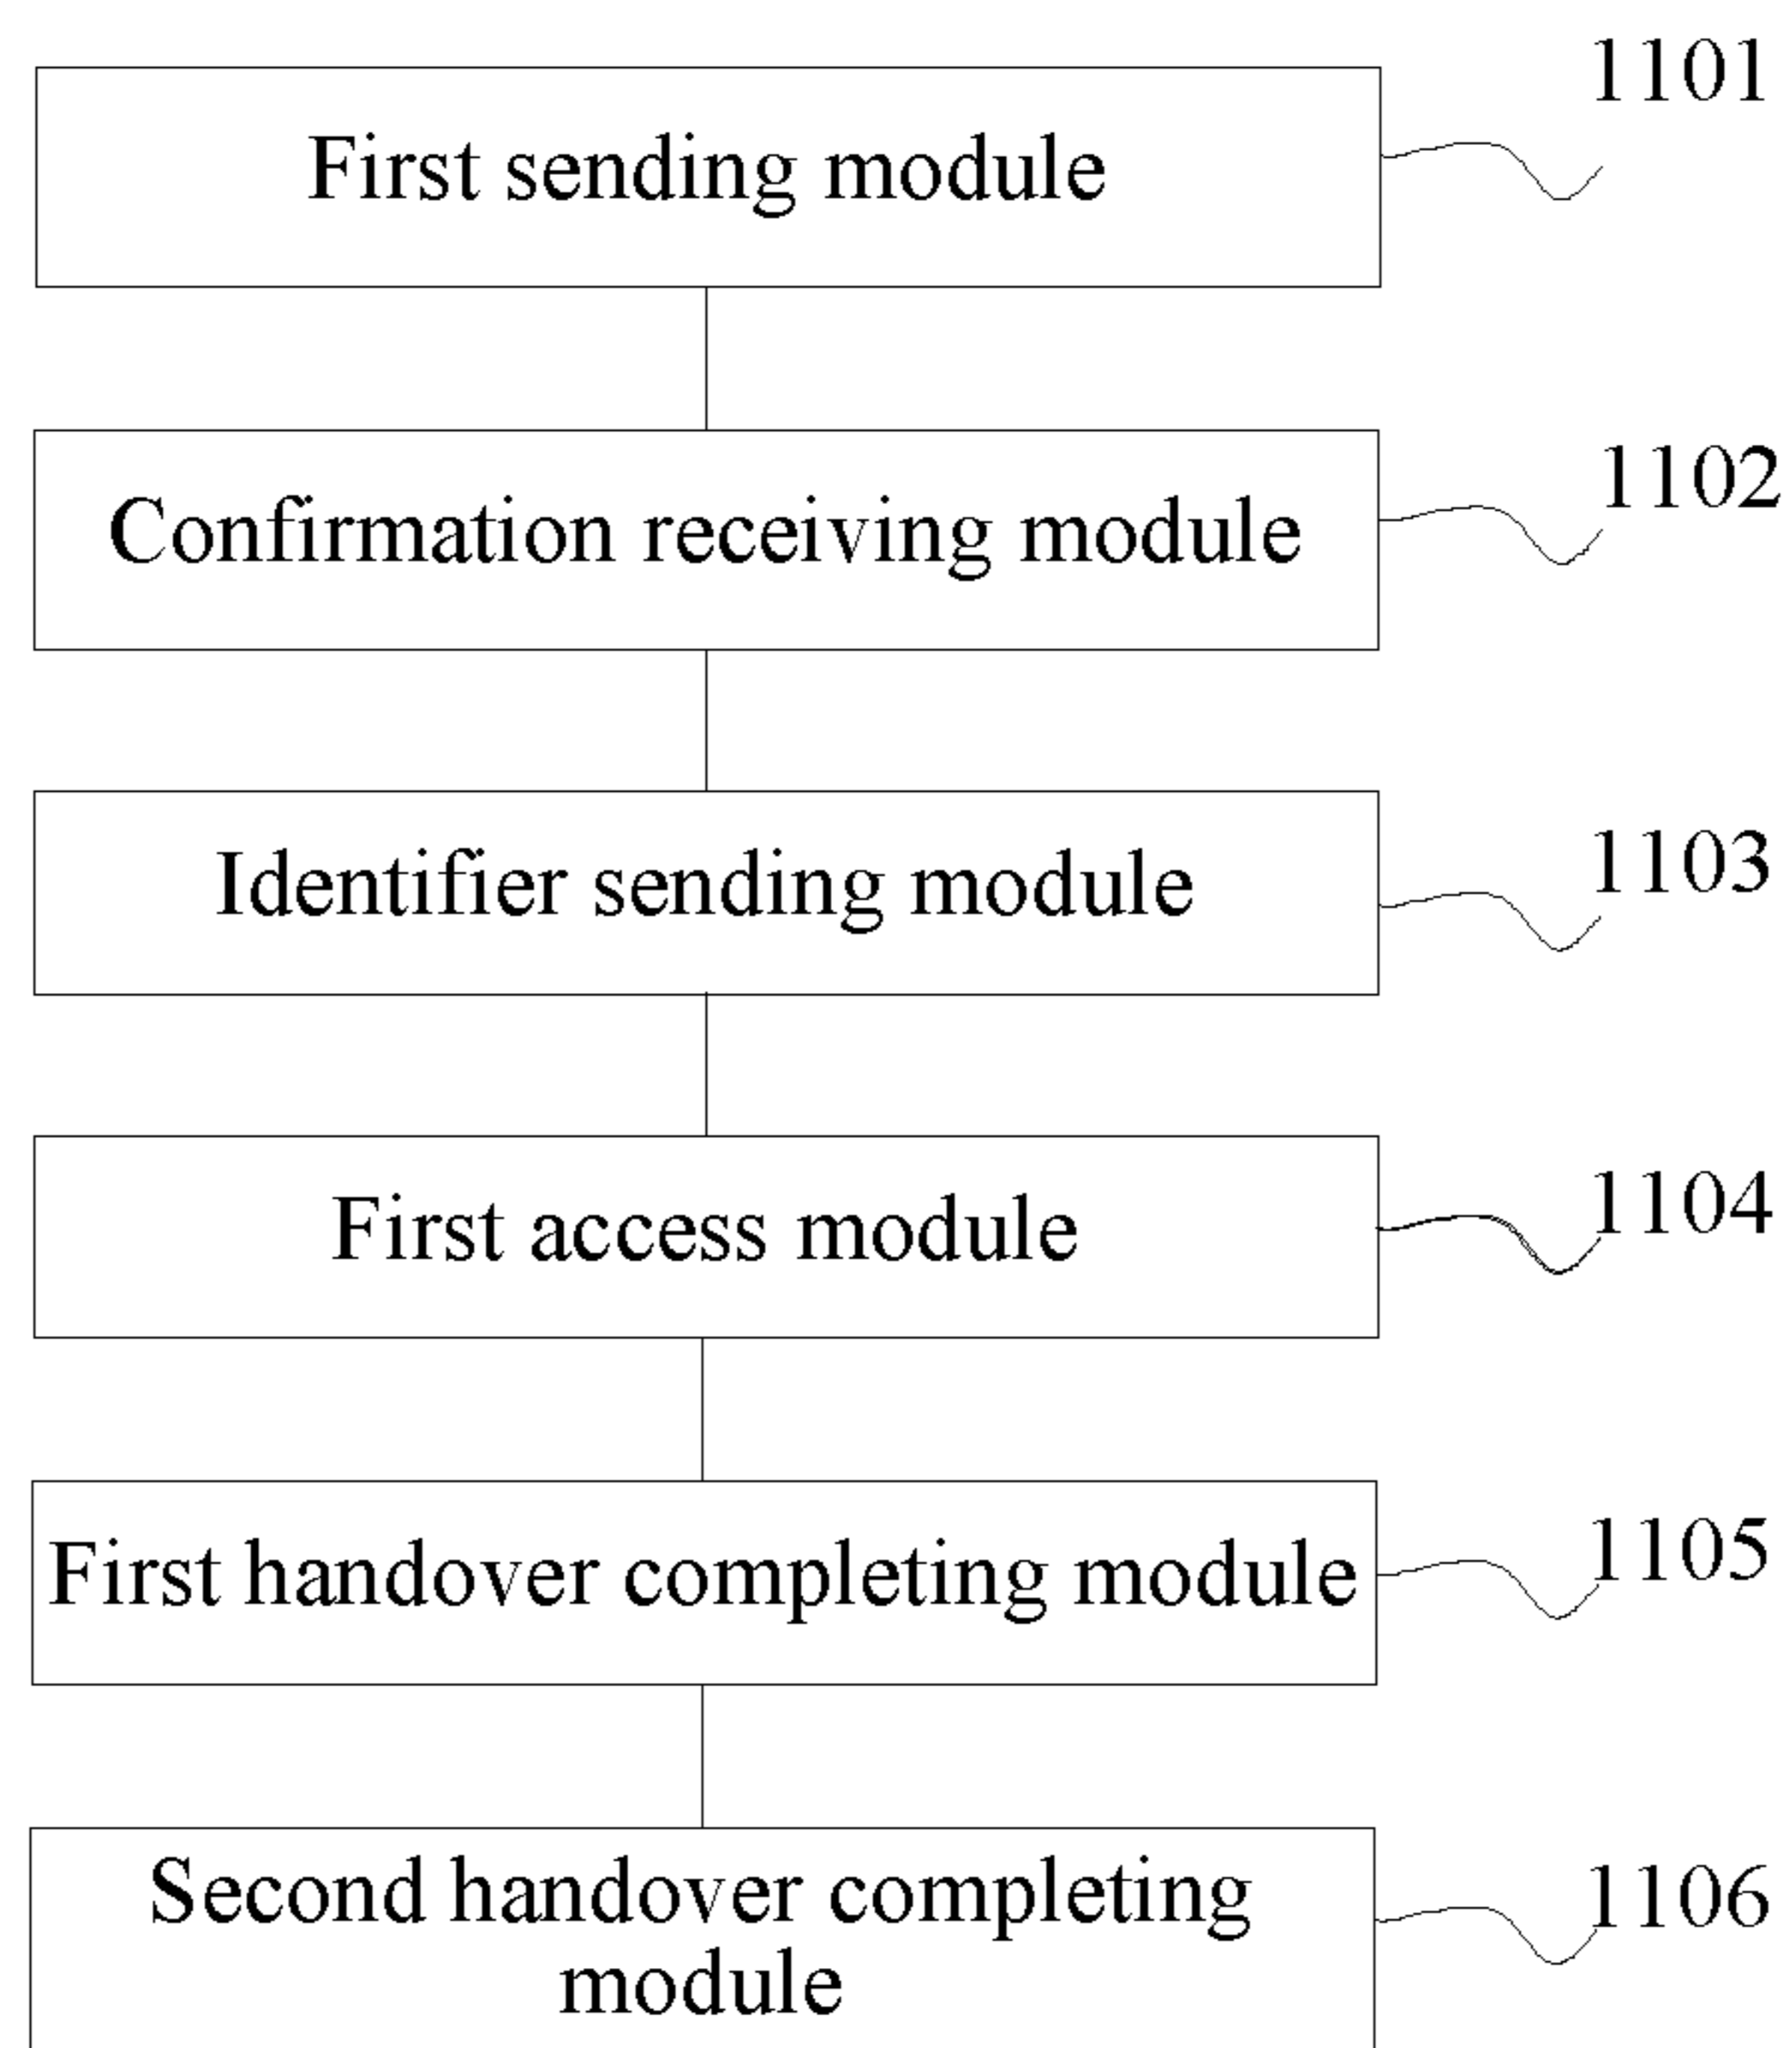 1101
First sending module
1102
Confirmation receiving module
1103
Identifier sending module
1104
First access module
1105
First handover completing module
1106
Second handover completing
module